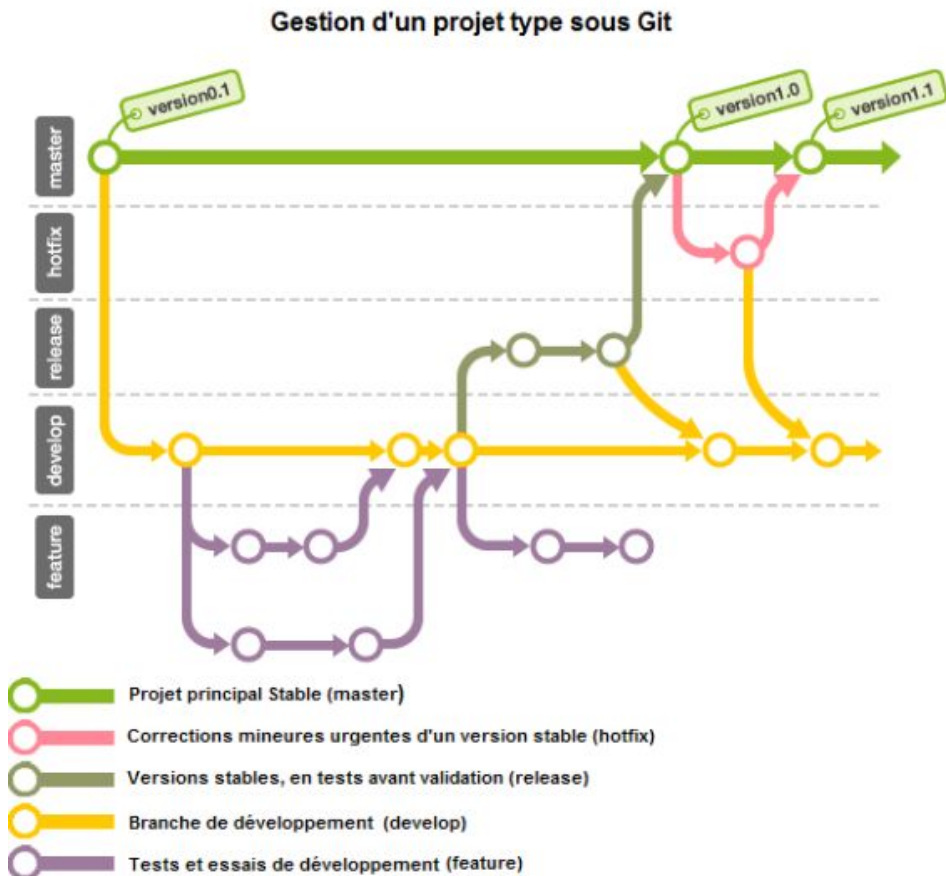 Gestion d'un projet type sous Git
version0.1
version1.0
version1.1
master
hotfix
release
develop
feature
Projet principal Stable (master)
Corrections mineures urgentes d'un version stable (hotfix)
Versions stables, en tests avant validation (release)
Branche de développement (develop)
Tests et essais de développement (feature)